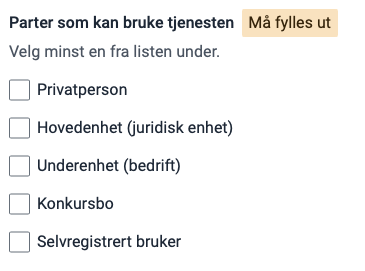 Parter som kan bruke tjenesten Må fylles ut
Velg minst en fra listen under.
Privatperson
Hovedenhet (juridisk enhet)
Underenhet (bedrift)
Konkursbo
Selvregistrert bruker